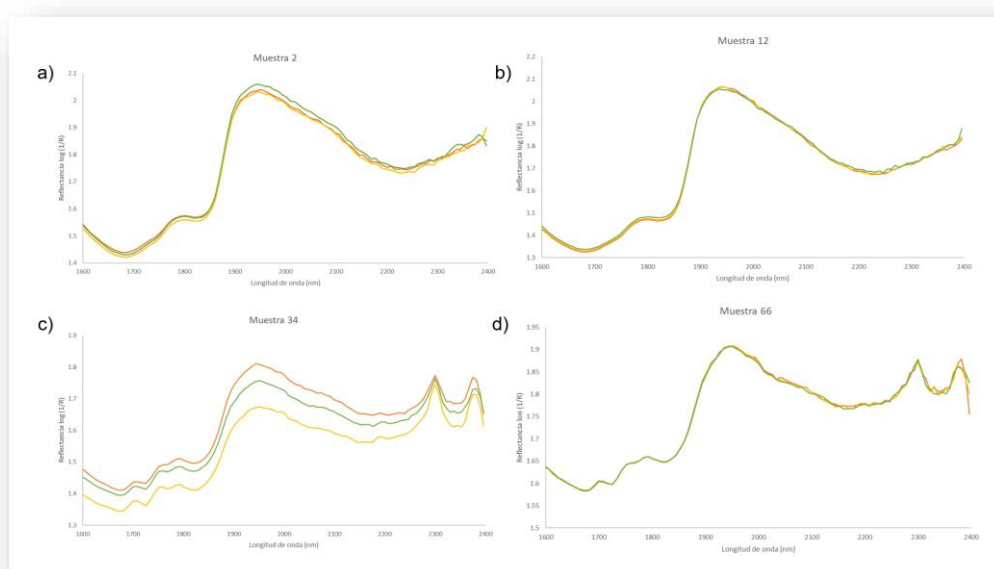 a)
Muestra 2
Reflectancia log (1/R)
2.1
2
1.9
1.8
1.7
1.6
1.5
1.4
1600 1700 1800 1900 2000 2100 2200 2300 2400
Longitud de onda (nm)
b)
Muestra 12
Reflectancia log (1/R)
2.2
2.1
2
1.9
1.8
1.7
1.6
1.5
1.4
1.3
1600 1700 1800 1900 2000 2100 2200 2300 2400
Longitud de onda (nm)
c)
Muestra 34
Reflectancia log (1/R)
1.9
1.8
1.7
1.6
1.5
1.4
1.3
1600 1700 1800 1900 2000 2100 2200 2300 2400
Longitud de onda (nm)
d)
Muestra 66
Reflectancia lon (1/R)
1.95
1.9
1.85
1.8
1.75
1.7
1.65
1.6
1.55
1.5
1600 1700 1800 1900 2000 2100 2200 2300 2400
Longitud de onda (nm)